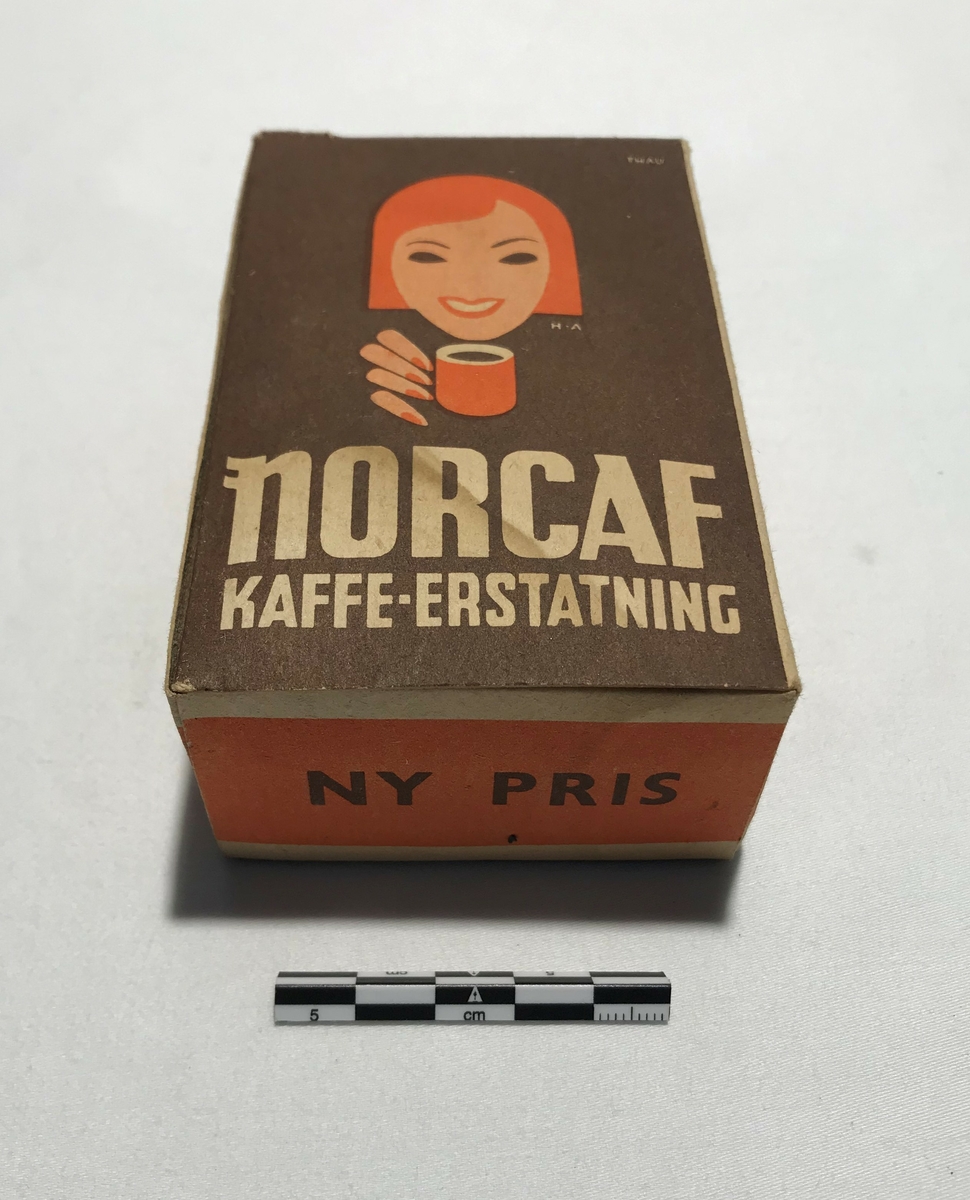 H·A
NORCAF
KAFFE-ERSTATNING
NY PRIS
5 cm